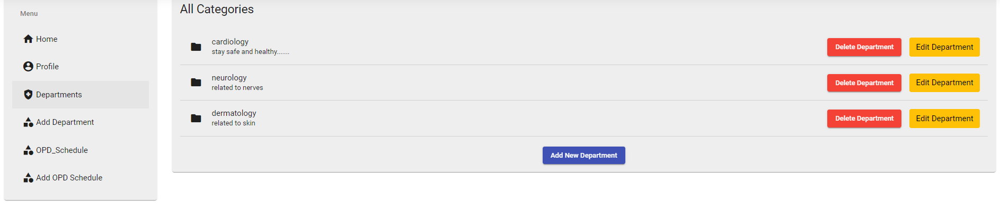 Menu
Home
Profile
Departments
Add Department
OPD_Schedule
Add OPD Schedule
All Categories
cardiology
stay safe and healthy.......
Delete Department
Edit Department
neurology
related to nerves
Delete Department
Edit Department
dermatology
related to skin
Delete Department
Edit Department
Add New Department